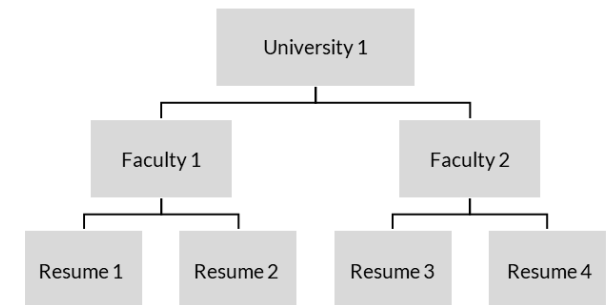 University 1
Faculty 1
Faculty 2
Resume 1
Resume 2
Resume 3
Resume 4